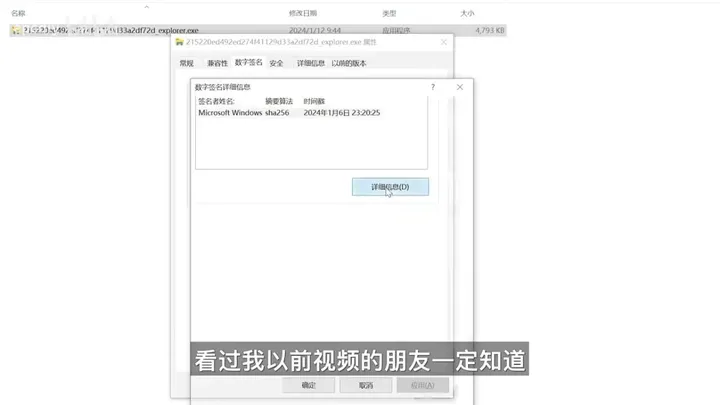 名称 修改日期 类型 大小
215220ed492ed274f41129d33a2df72d_explorer.exe 2024/1/12 9:44 应用程序 4,793 KB
215220ed492ed274f41129d33a2df72d_explorer.exe 属性
常规 兼容性 数字签名 安全 详细信息 以前的版本
数字签名详细信息 ?
签名者姓名: 摘要算法 时间戳
Microsoft Windows sha256 2024年1月6日 23:20:25
详细信息(D)
看过我以前视频的朋友一定知道
确定 取消 应用(A)